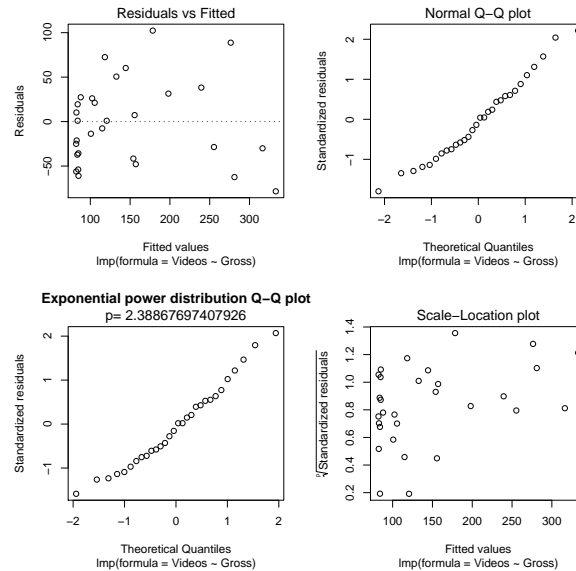 Residuals vs Fitted
Residuals
100
50
0
−50
100
150
200
250
300
Fitted values
lmp(formula = Videos ~ Gross)
Normal Q−Q plot
Standardized residuals
2
1
0
−1
−2
−1
0
1
2
Theoretical Quantiles
lmp(formula = Videos ~ Gross)
Exponential power distribution Q−Q plot
p= 2.38867697407926
Standardized residuals
2
1
0
−1
−2
−1
0
1
2
Theoretical Quantiles
lmp(formula = Videos ~ Gross)
Scale−Location plot
Standardized residuals
1.4
1.2
1.0
0.8
0.6
0.4
0.2
100
150
200
250
300
Fitted values
lmp(formula = Videos ~ Gross)